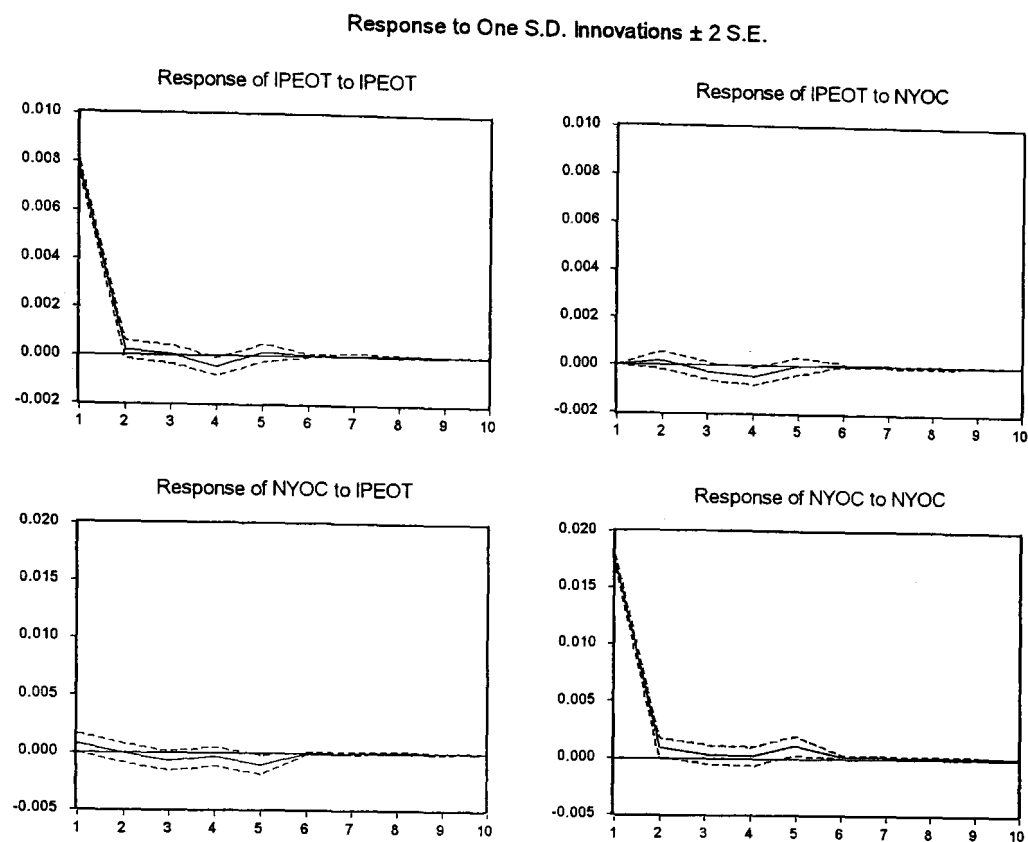 Response to One S.D. Innovations ± 2 S.E.
Response of IPEOT to IPEOT
0.010
0.008
0.006
0.004
0.002
0.000
-0.002
1 2 3 4 5 6 7 8 9 10
Response of IPEOT to NYOC
0.010
0.008
0.006
0.004
0.002
0.000
-0.002
1 2 3 4 5 6 7 8 9 10
Response of NYOC to IPEOT
0.020
0.015
0.010
0.005
0.000
-0.005
1 2 3 4 5 6 7 8 9 10
Response of NYOC to NYOC
0.020
0.015
0.010
0.005
0.000
-0.005
1 2 3 4 5 6 7 8 9 10